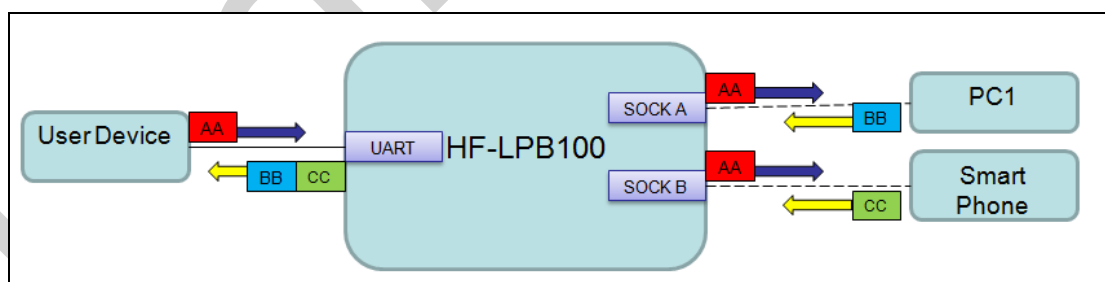 User Device
AA
BB CC
UART
HF-LPB100
SOCK A
AA
BB
PC1
SOCK B
AA
CC
Smart
Phone